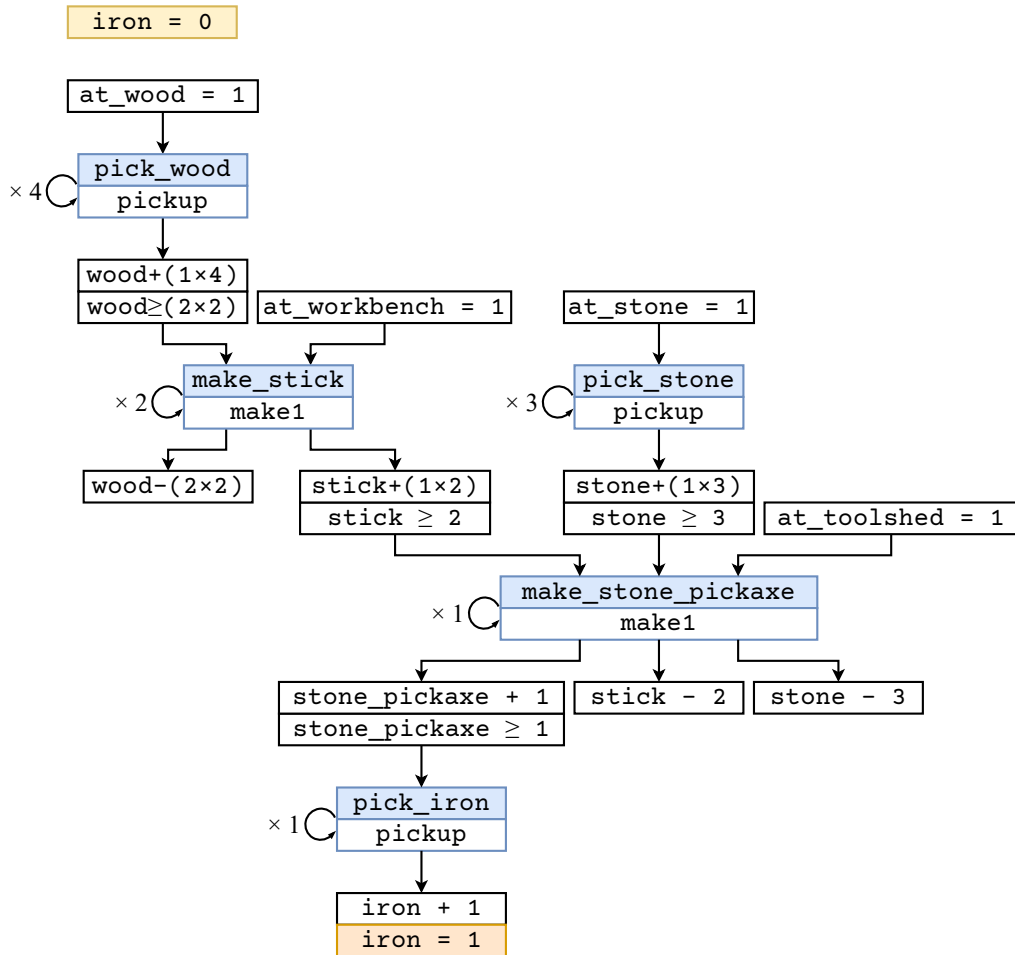 iron = 0
at_wood = 1
pick_wood
× 4
pickup
wood+(1×4)
wood≥(2×2)
at_workbench = 1
at_stone = 1
make_stick
× 2
make1
pick_stone
× 3
pickup
wood−(2×2)
stick+(1×2)
stick ≥ 2
stone+(1×3)
stone ≥ 3
at_toolshed = 1
make_stone_pickaxe
× 1
make1
stone_pickaxe + 1
stone_pickaxe ≥ 1
stick − 2
stone − 3
pick_iron
× 1
pickup
iron + 1
iron = 1